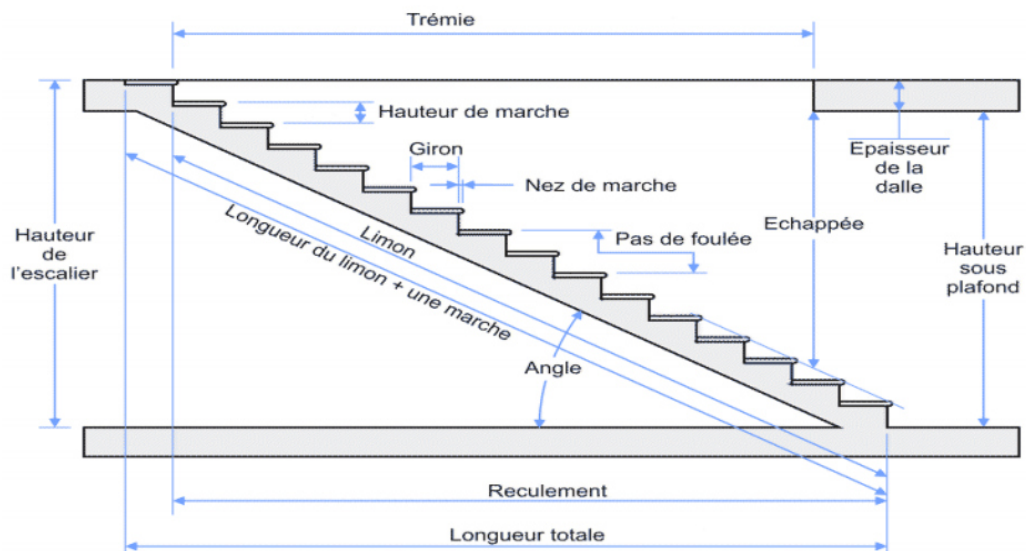 Trémie
Hauteur de marche
Giron
Nez de marche
Epaisseur
de la
dalle
Hauteur
de
l'escalier
Limon
Longueur du limon + une marche
Pas de foulée
Echappée
Hauteur
sous
plafond
Angle
Reculement
Longueur totale